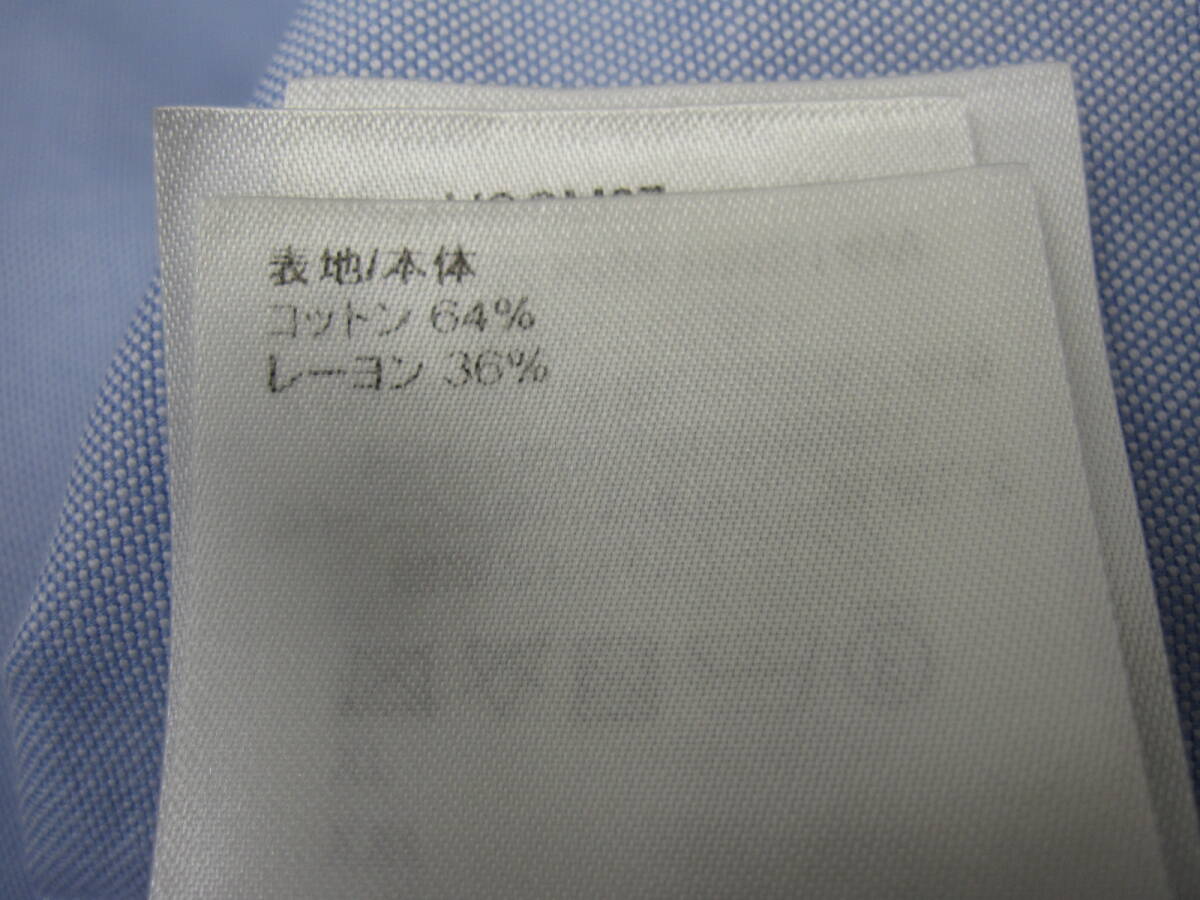 表地/本体
コットン 64%
レーヨン 36%